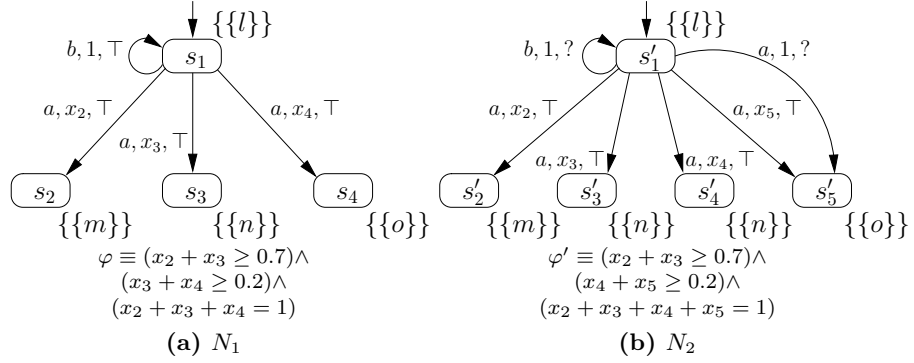 {{l}} {{l}}
b, 1, ⊤ s₁ b, 1, ? s′₁ a, 1, ?
a, x₂, ⊤ a, x₄, ⊤ a, x₂, ⊤ a, x₅, ⊤
a, x₃, ⊤ a, x₃, ⊤ a, x₄, ⊤
s₂ s₃ s₄ s′₂ s′₃ s′₄ s′₅
{{m}} {{n}} {{o}} {{m}} {{n}} {{n}} {{o}}
φ ≡ (x₂ + x₃ ≥ 0.7)∧ φ′ ≡ (x₂ + x₃ ≥ 0.7)∧
(x₃ + x₄ ≥ 0.2)∧ (x₄ + x₅ ≥ 0.2)∧
(x₂ + x₃ + x₄ = 1) (x₂ + x₃ + x₄ + x₅ = 1)
(a) N₁ (b) N₂